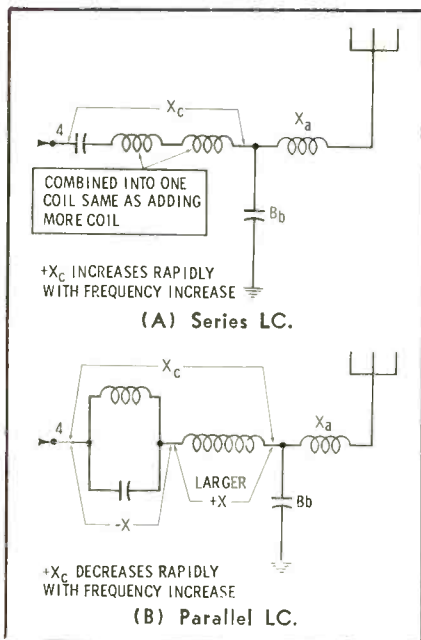 X_c
X_a
4
COMBINED INTO ONE
COIL SAME AS ADDING
MORE COIL
B_b
+X_C INCREASES RAPIDLY
WITH FREQUENCY INCREASE
(A) Series LC.
X_c
X_a
4
LARGER
+X
-X
Bb
+X_C DECREASES RAPIDLY
WITH FREQUENCY INCREASE
(B) Parallel LC.